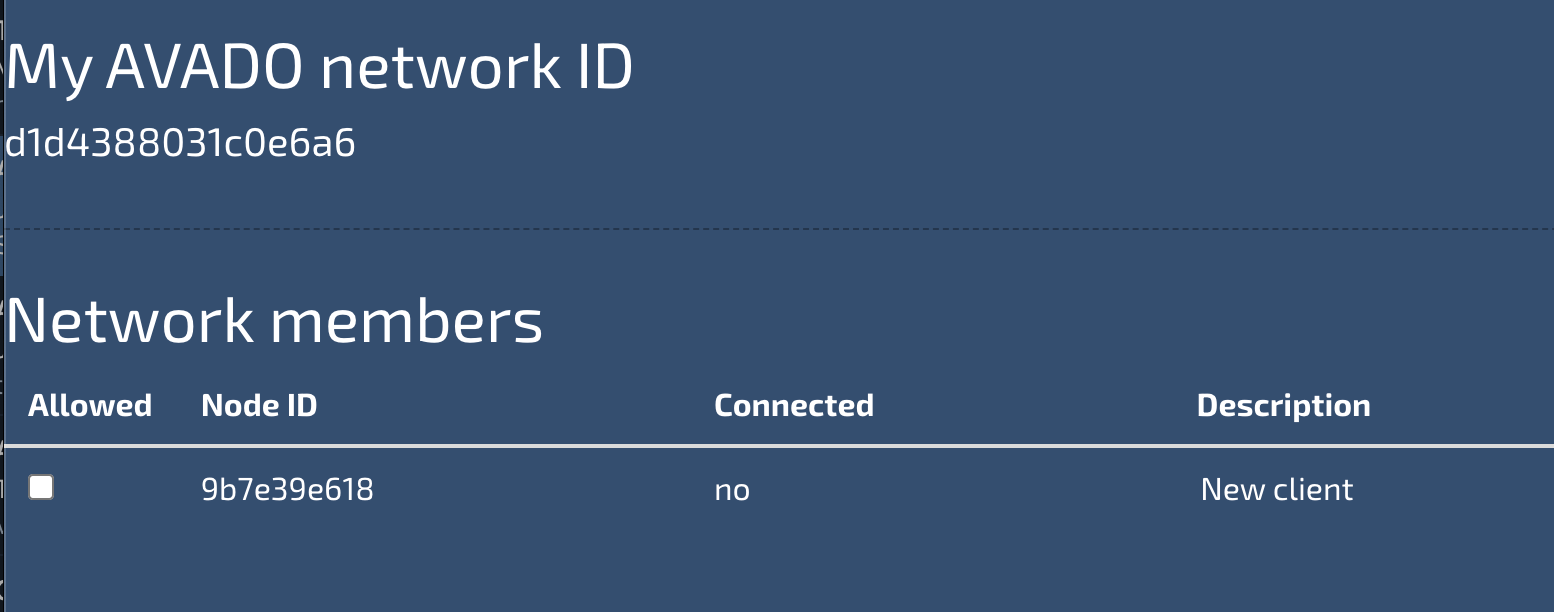 My AVADO network ID
d1d4388031c0e6a6
Network members
Allowed Node ID Connected Description
9b7e39e618 no New client